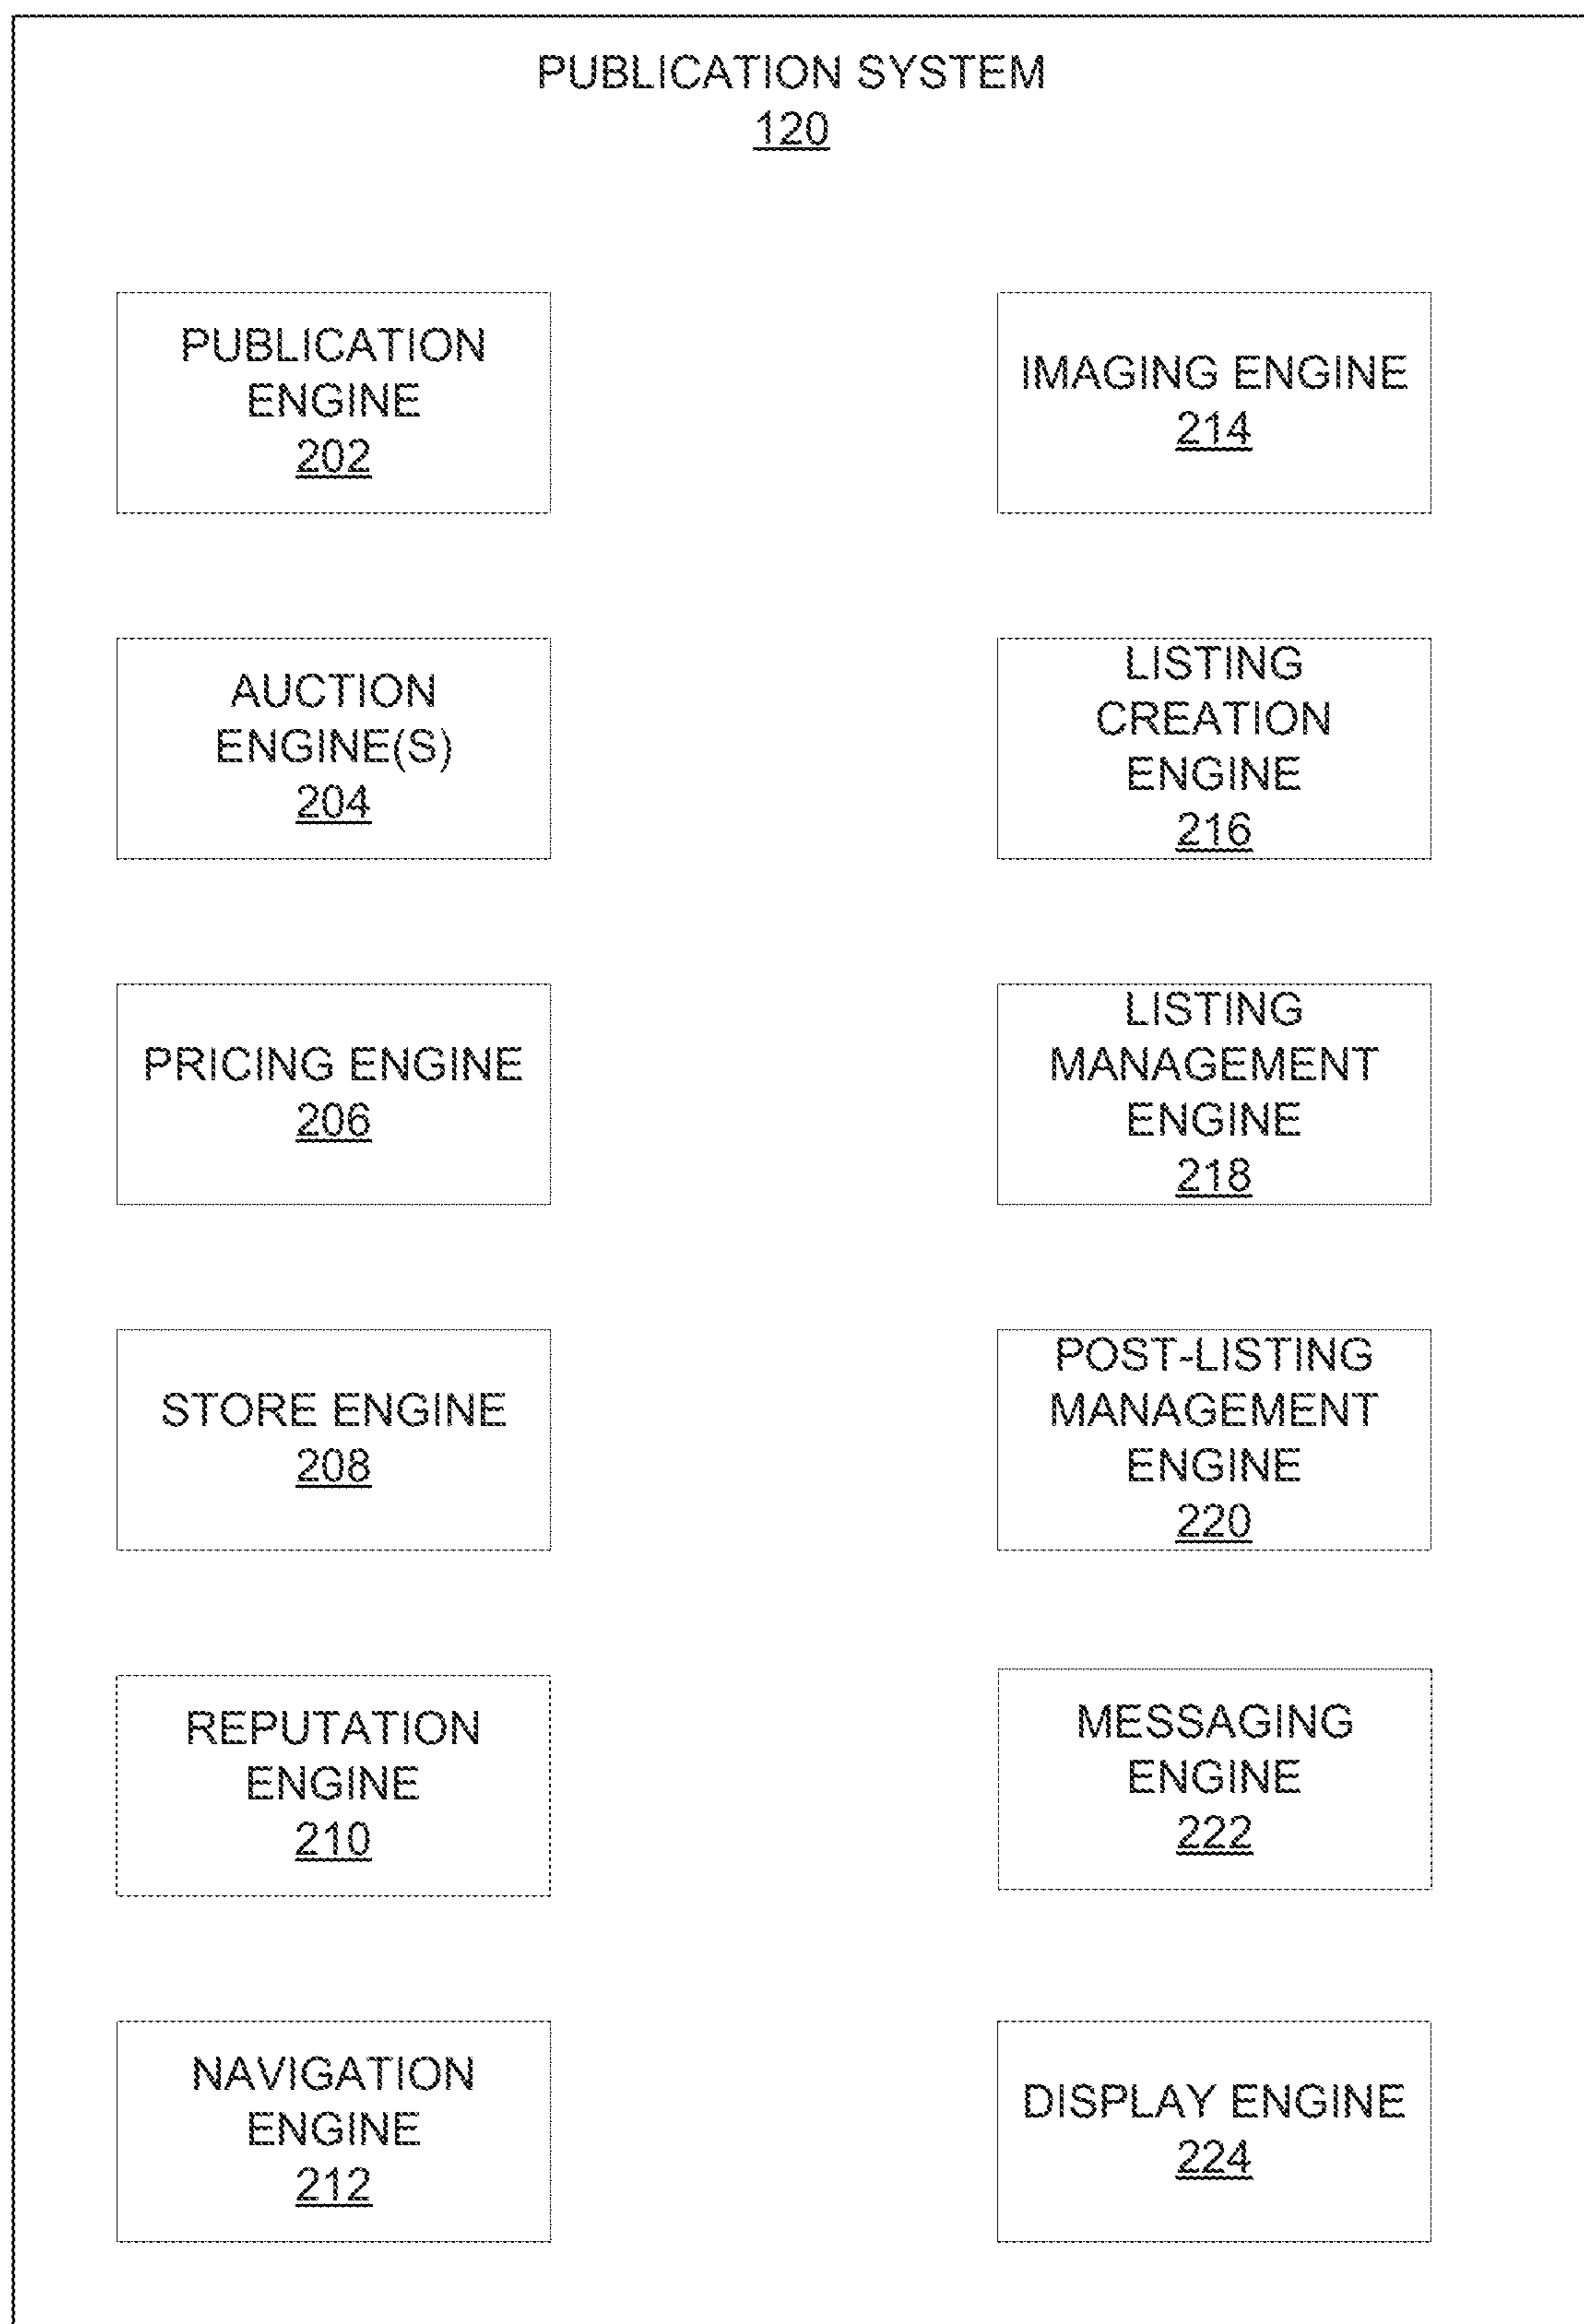 PUBLICATION SYSTEM
120
PUBLICATION
ENGINE
202
AUCTION
ENGINE(S)
204
PRICING ENGINE
206
STORE ENGINE
208
REPUTATION
ENGINE
210
NAVIGATION
ENGINE
212
IMAGING ENGINE
214
LISTING
CREATION
ENGINE
216
LISTING
MANAGEMENT
ENGINE
218
POST-LISTING
MANAGEMENT
ENGINE
220
MESSAGING
ENGINE
222
DISPLAY ENGINE
224